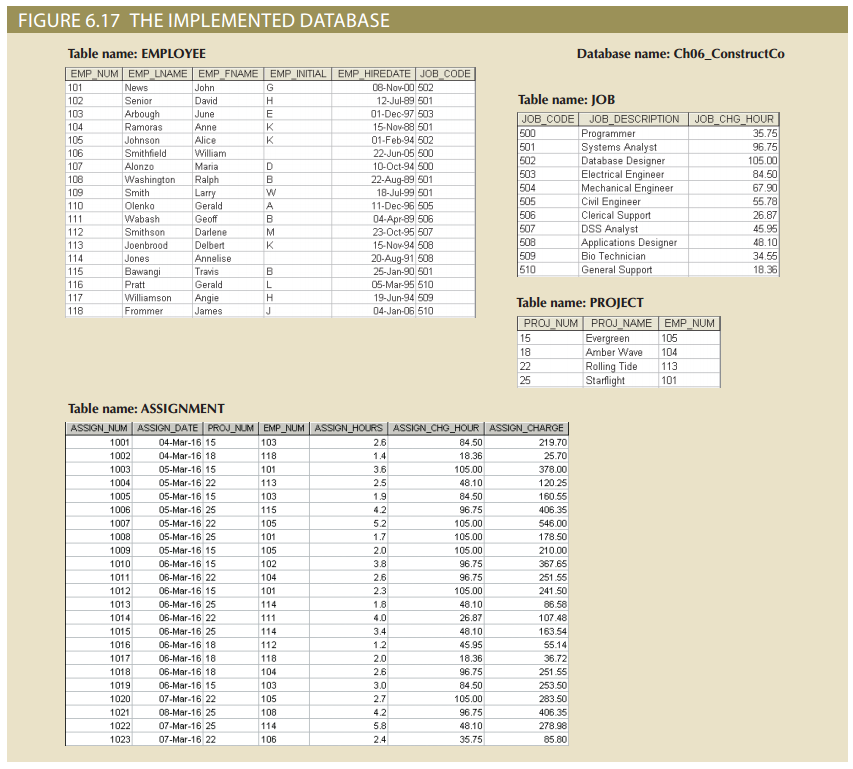 FIGURE 6.17 THE IMPLEMENTED DATABASE
Table name: EMPLOYEE
EMP_NUM EMP_LNAME EMP_FNAME EMP_INITIAL EMP_HIREDATE JOB_CODE
101 News John G 08-Nov-00 502
102 Senior David H 12-Jul-89 501
103 Arbough June E 01-Dec-97 503
104 Ramoras Anne K 15-Nov-88 501
105 Johnson Alice K 01-Feb-94 502
106 Smithfield William 22-Jun-05 500
107 Alonzo Maria D 10-Oct-94 500
108 Washington Ralph B 22-Aug-89 501
109 Smith Larry W 18-Jul-99 501
110 Olenko Gerald A 11-Dec-96 505
111 Wabash Geoff B 04-Apr-89 506
112 Smithson Darlene M 23-Oct-95 507
113 Joenbrood Delbert K 15-Nov-94 508
114 Jones Annelise 20-Aug-91 508
115 Bawangi Travis B 25-Jan-90 501
116 Pratt Gerald L 05-Mar-95 510
117 Williamson Angie H 19-Jun-94 509
118 Frommer James J 04-Jan-06 510
Database name: Ch06_ConstructCo
Table name: JOB
JOB_CODE JOB_DESCRIPTION JOB_CHG_HOUR
500 Programmer 35.75
501 Systems Analyst 96.75
502 Database Designer 105.00
503 Electrical Engineer 84.50
504 Mechanical Engineer 67.90
505 Civil Engineer 55.78
506 Clerical Support 26.87
507 DSS Analyst 45.95
508 Applications Designer 48.10
509 Bio Technician 34.55
510 General Support 18.36
Table name: PROJECT
PROJ_NUM PROJ_NAME EMP_NUM
15 Evergreen 105
18 Amber Wave 104
22 Rolling Tide 113
25 Starflight 101
Table name: ASSIGNMENT
ASSIGN_NUM ASSIGN_DATE PROJ_NUM EMP_NUM ASSIGN_HOURS ASSIGN_CHG_HOUR ASSIGN_CHARGE
1001 04-Mar-16 15 103 2.6 84.50 219.70
1002 04-Mar-16 18 118 1.4 18.36 25.70
1003 05-Mar-16 15 101 3.6 105.00 378.00
1004 05-Mar-16 22 113 2.5 48.10 120.25
1005 05-Mar-16 15 103 1.9 84.50 160.55
1006 05-Mar-16 25 115 4.2 96.75 406.35
1007 05-Mar-16 22 105 5.2 105.00 546.00
1008 05-Mar-16 25 101 1.7 105.00 178.50
1009 05-Mar-16 15 105 2.0 105.00 210.00
1010 06-Mar-16 15 102 3.8 96.75 367.65
1011 06-Mar-16 22 104 2.6 96.75 251.55
1012 06-Mar-16 15 101 2.3 105.00 241.50
1013 06-Mar-16 25 114 1.8 48.10 86.58
1014 06-Mar-16 22 111 4.0 26.87 107.48
1015 06-Mar-16 25 114 3.4 48.10 163.54
1016 06-Mar-16 18 112 1.2 45.95 55.14
1017 06-Mar-16 18 118 2.0 18.36 36.72
1018 06-Mar-16 18 104 2.6 96.75 251.55
1019 06-Mar-16 15 103 3.0 84.50 253.50
1020 07-Mar-16 22 105 2.7 105.00 283.50
1021 08-Mar-16 25 108 4.2 96.75 406.35
1022 07-Mar-16 25 114 5.8 48.10 278.98
1023 07-Mar-16 22 106 2.4 35.75 85.80